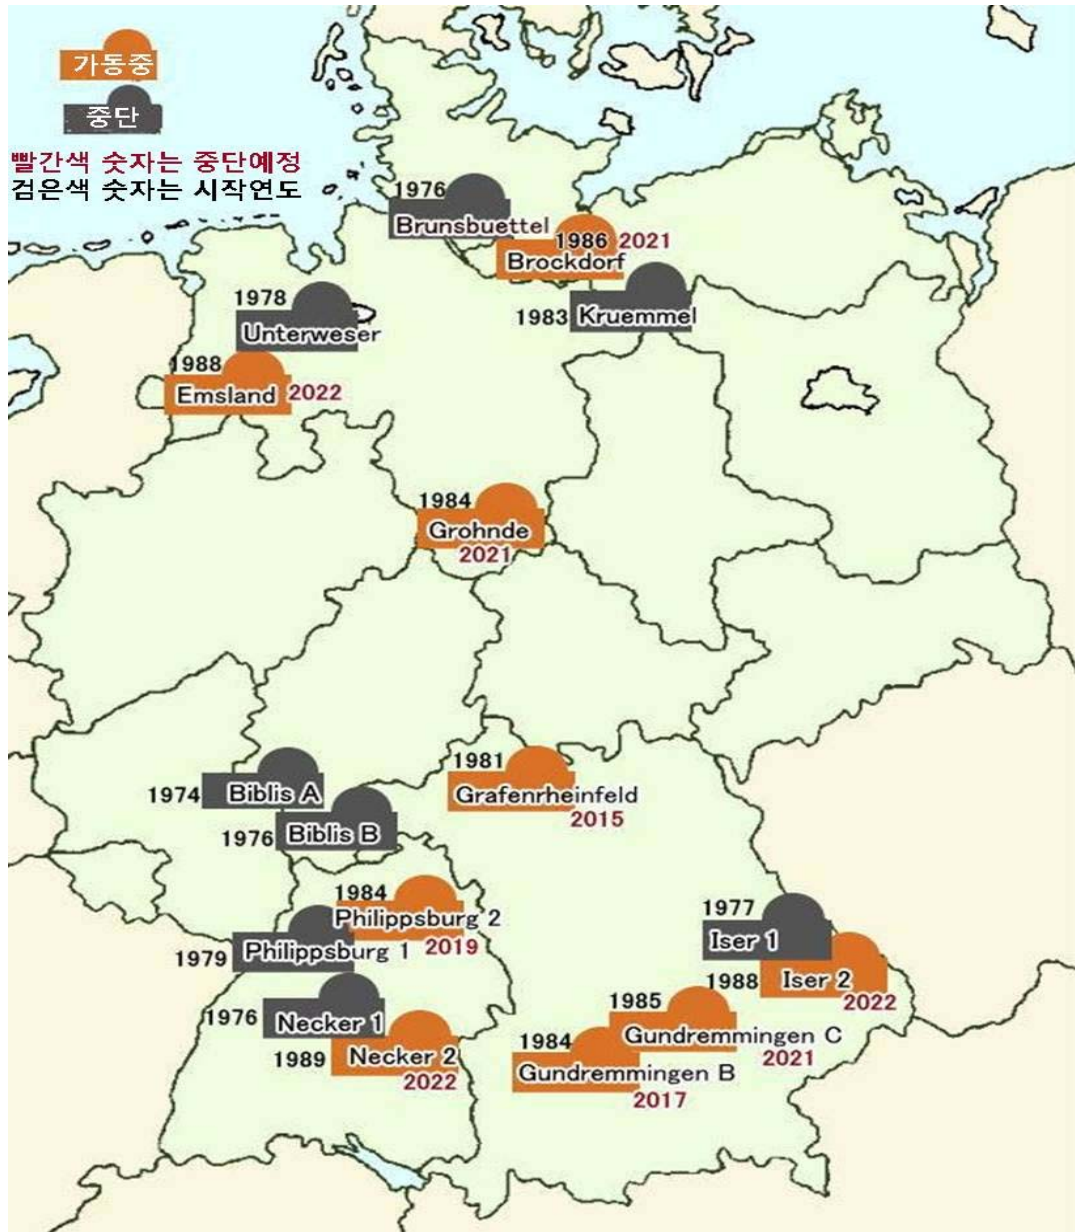 가동중
중단
빨간색 숫자는 중단예정
검은색 숫자는 시작연도
1976
Brunsbuettel
1986 2021
Brockdorf
1978
Unterweser
1983 Kruemmel
1988
Emsland 2022
1984
Grohnde
2021
1981
Grafenrheinfeld
2015
1974 Biblis A
1976 Biblis B
1984
Philippsburg 2
2019
1979 Philippsburg 1
1977
Iser 1
1988 Iser 2
2022
1976 Necker 1
1989 Necker 2
2022
1985
Gundremmingen C
2021
1984
Gundremmingen B
2017